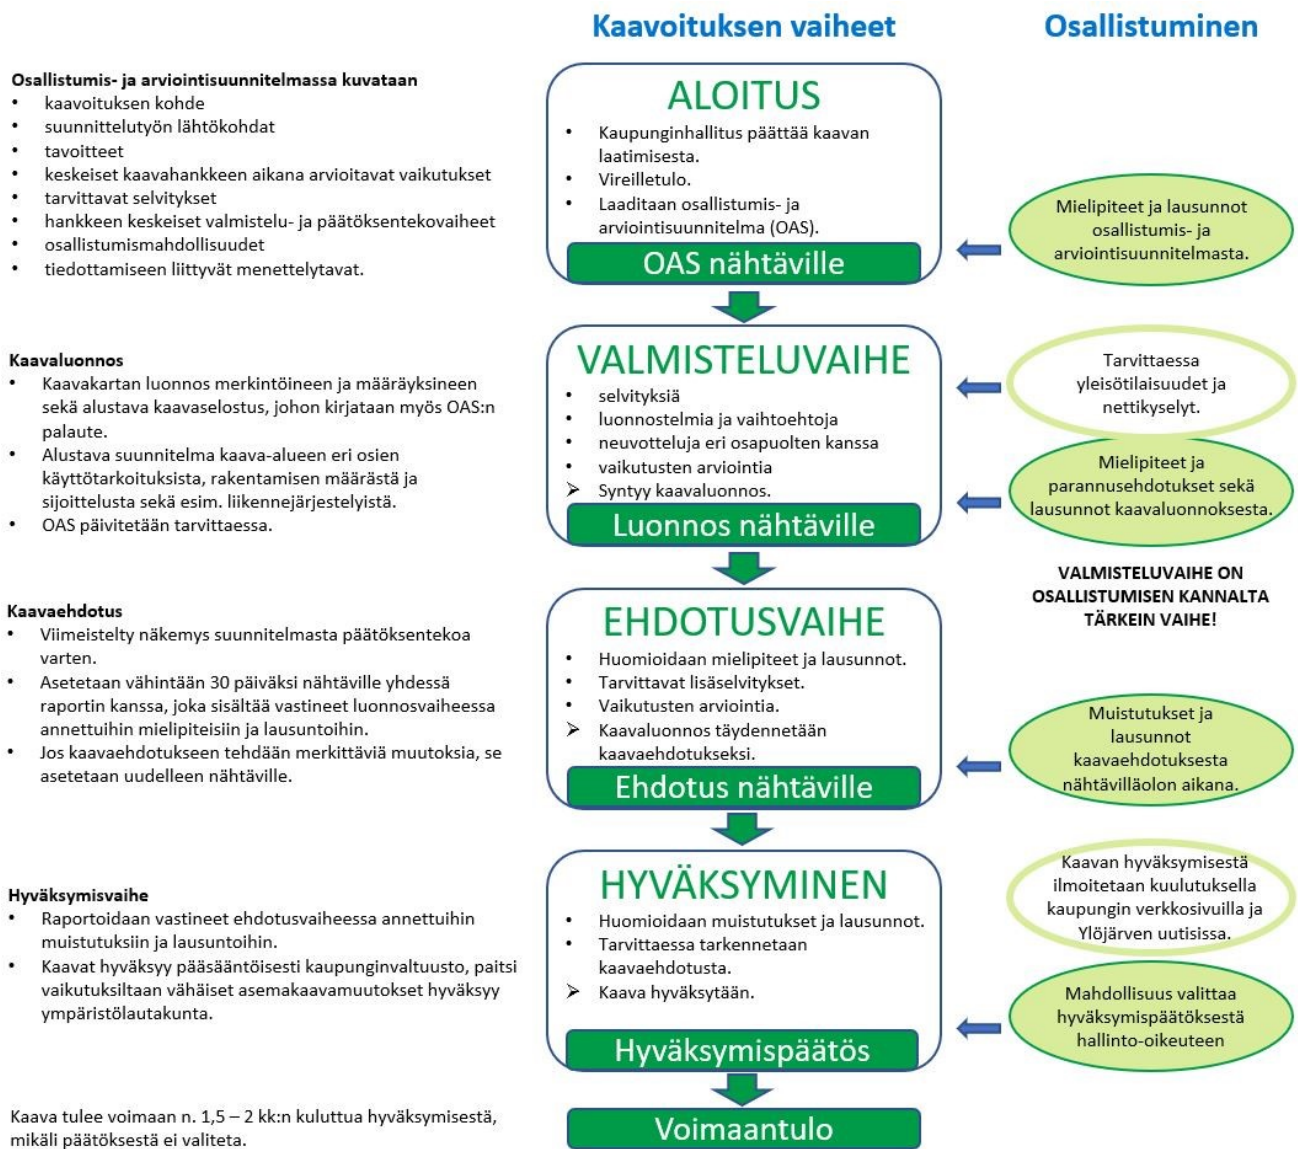 Kaavoituksen vaiheet
Osallistuminen
Osallistumis- ja arviointisuunnitelmassa kuvataan
• kaavoituksen kohde
• suunnittelutyön lähtökohdat
• tavoitteet
• keskeiset kaavahankkeen aikana arvioitavat vaikutukset
• tarvittavat selvitykset
• hankkeen keskeiset valmistelu- ja päätöksentekovaiheet
• osallistumismahdollisuudet
• tiedottamiseen liittyvät menettelytavat.
ALOITUS
• Kaupunginhallitus päättää kaavan
laatimisesta.
• Vireilletulo.
• Laaditaan osallistumis- ja
arviointisuunnitelma (OAS).
OAS nähtäville
Mielipiteet ja lausunnot
osallistumis- ja
arviointisuunnitelmasta.
Kaavaluonnos
• Kaavakartan luonnos merkintöineen ja määräyksineen
sekä alustava kaavaselostus, johon kirjataan myös OAS:n
palaute.
• Alustava suunnitelma kaava-alueen eri osien
käyttötarkoituksista, rakentamisen määrästä ja
sijoittelusta sekä esim. liikennejärjestelyistä.
• OAS päivitetään tarvittaessa.
VALMISTELUVAIHE
• selvityksiä
• luonnostelmia ja vaihtoehtoja
• neuvotteluja eri osapuolten kanssa
• vaikutusten arviointia
➢ Syntyy kaavaluonnos.
Luonnos nähtäville
Tarvittaessa
yleisötilaisuudet ja
nettikyselyt.
Mielipiteet ja
parannusehdotukset sekä
lausunnot kaavaluonnoksesta.
VALMISTELUVAIHE ON
OSALLISTUMISEN KANNALTA
TÄRKEIN VAIHE!
Kaavaehdotus
• Viimeistelty näkemys suunnitelmasta päätöksentekoa
varten.
• Asetetaan vähintään 30 päiväksi nähtäville yhdessä
raportin kanssa, joka sisältää vastineet luonnosvaiheessa
annettuihin mielipiteisiin ja lausuntoihin.
• Jos kaavaehdotukseen tehdään merkittäviä muutoksia, se
asetetaan uudelleen nähtäville.
EHDOTUSVAIHE
• Huomioidaan mielipiteet ja lausunnot.
• Tarvittavat lisäselvitykset.
• Vaikutusten arviointia.
➢ Kaavaluonnos täydennetään
kaavaehdotukseksi.
Ehdotus nähtäville
Muistutukset ja
lausunnot
kaavaehdotuksesta
nähtävilläolon aikana.
Hyväksymisvaihe
• Raportoidaan vastineet ehdotusvaiheessa annettuihin
muistutuksiin ja lausuntoihin.
• Kaavat hyväksyy pääsääntöisesti kaupunginvaltuusto, paitsi
vaikutuksiltaan vähäiset asemakaavamuutokset hyväksyy
ympäristölautakunta.
HYVÄKSYMINEN
• Huomioidaan muistutukset ja lausunnot.
• Tarvittaessa tarkennetaan
kaavaehdotusta.
➢ Kaava hyväksytään.
Hyväksymispäätös
Kaavan hyväksymisestä
ilmoitetaan kuulutuksella
kaupungin verkkosivuilla ja
Ylöjärven uutisissa.
Mahdollisuus valittaa
hyväksymispäätöksestä
hallinto-oikeuteen
Kaava tulee voimaan n. 1,5 – 2 kk:n kuluttua hyväksymisestä,
mikäli päätöksestä ei valiteta.
Voimaantulo